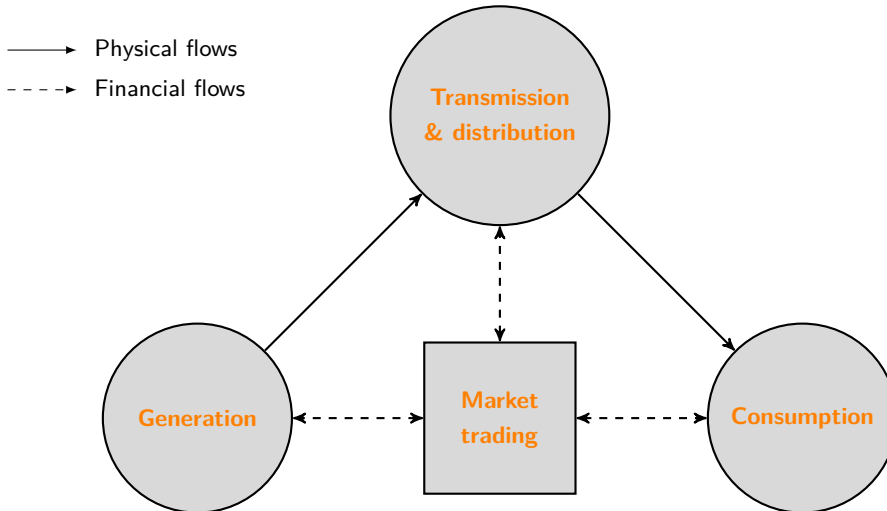 Physical flows
Financial flows
Transmission
& distribution
Generation
Market
trading
Consumption